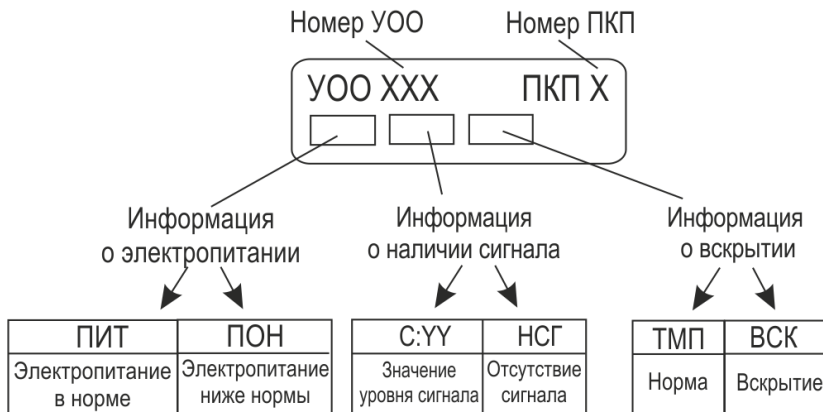 Номер УОО Номер ПКП
УОО XXX ПКП X
Информация
о электропитании
Информация
о наличии сигнала
Информация
о вскрытии
ПИТ ПОН
Электропитание
в норме
Электропитание
ниже нормы
С:YY НСГ
Значение
уровня сигнала
Отсутствие
сигнала
ТМП ВСК
Норма Вскрытие